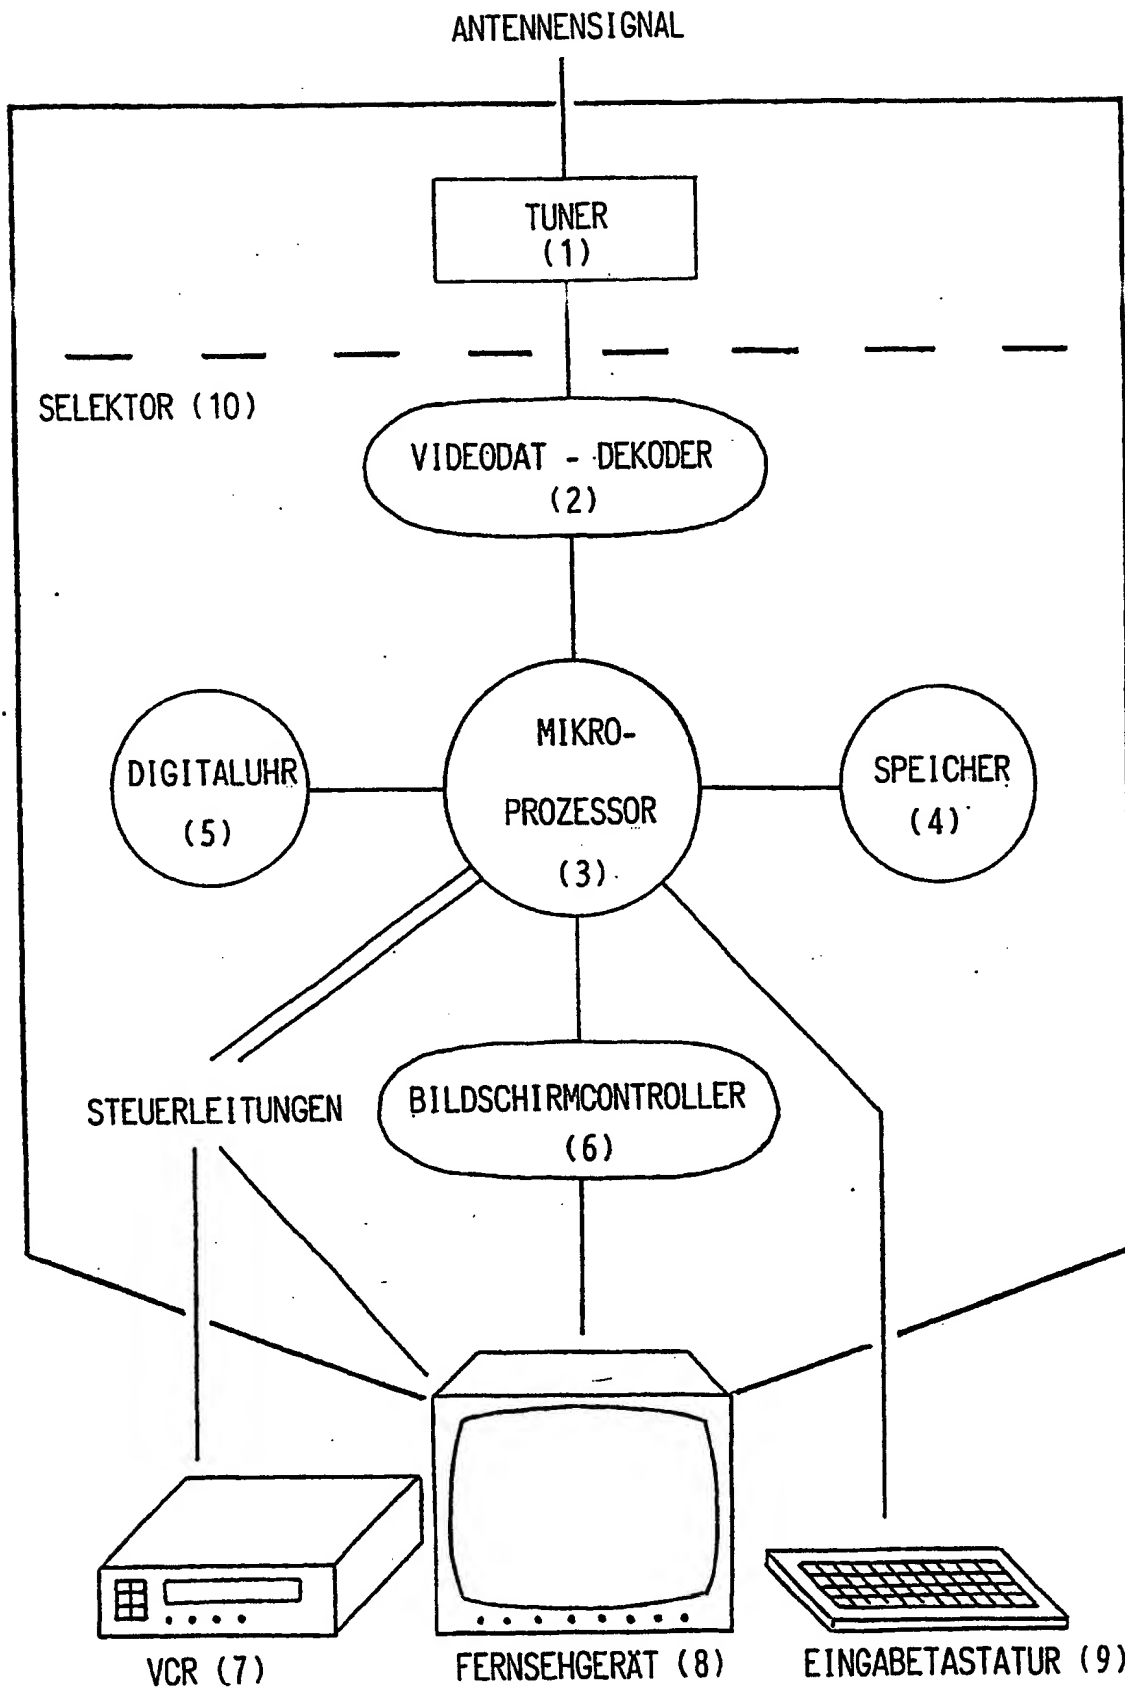 ANTENNENSIGNAL
TUNER
(1)
SELEKTOR (10)
VIDEODAT - DEKODER
(2)
MIKRO-
PROZESSOR
(3)
DIGITALUHR
(5)
SPEICHER
(4)
STEUERLEITUNGEN
BILDSCHIRMCONTROLLER
(6)
VCR (7)
FERNSEHGERÄT (8)
EINGABETASTATUR (9)